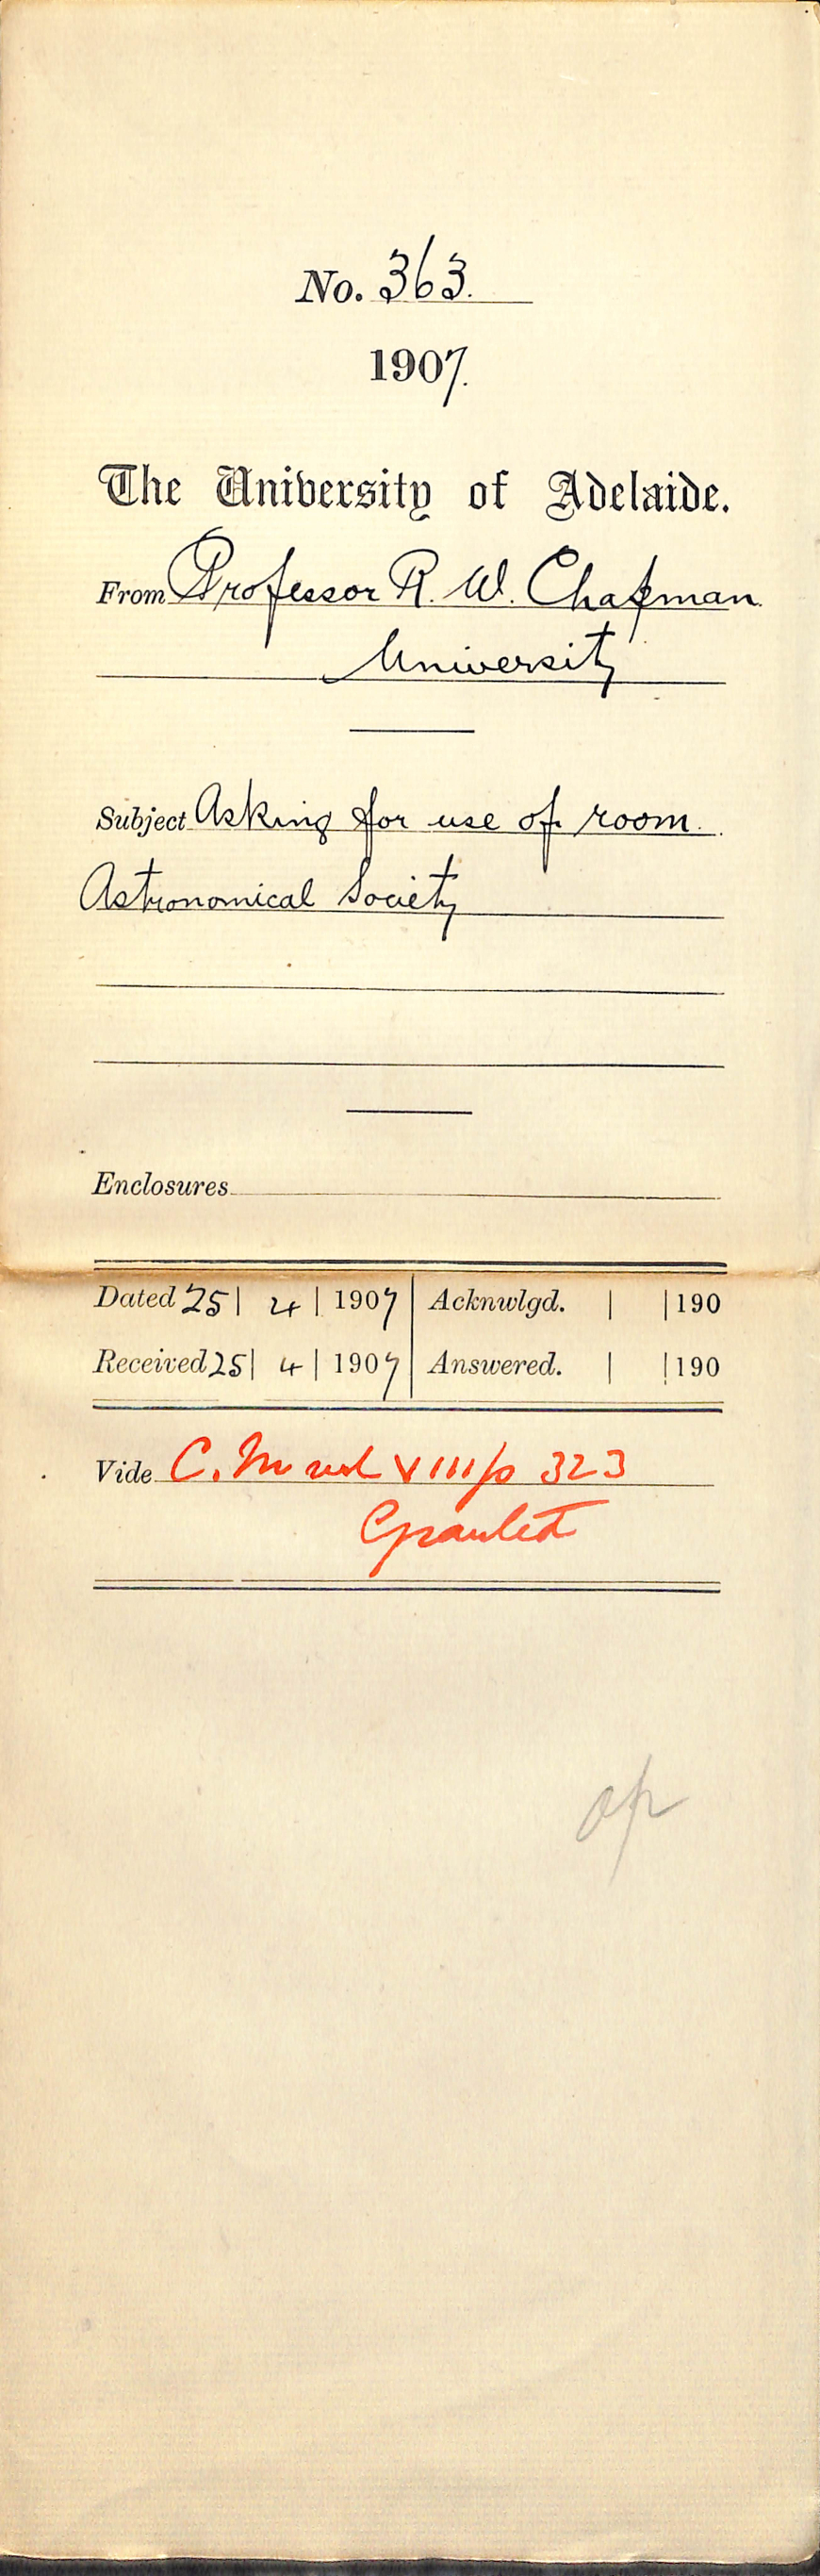 No. 363.
1907.
The University of Adelaide.
From Professor R. W. Chapman
University
Subject Asking for use of room.
Astronomical Society
Enclosures
Dated 25 | 4 | 1907 | Acknwlgd. | | 190
Received 25 | 4 | 1907 | Answered. | | 190
Vide C. M vol VIII/p 323
Granted